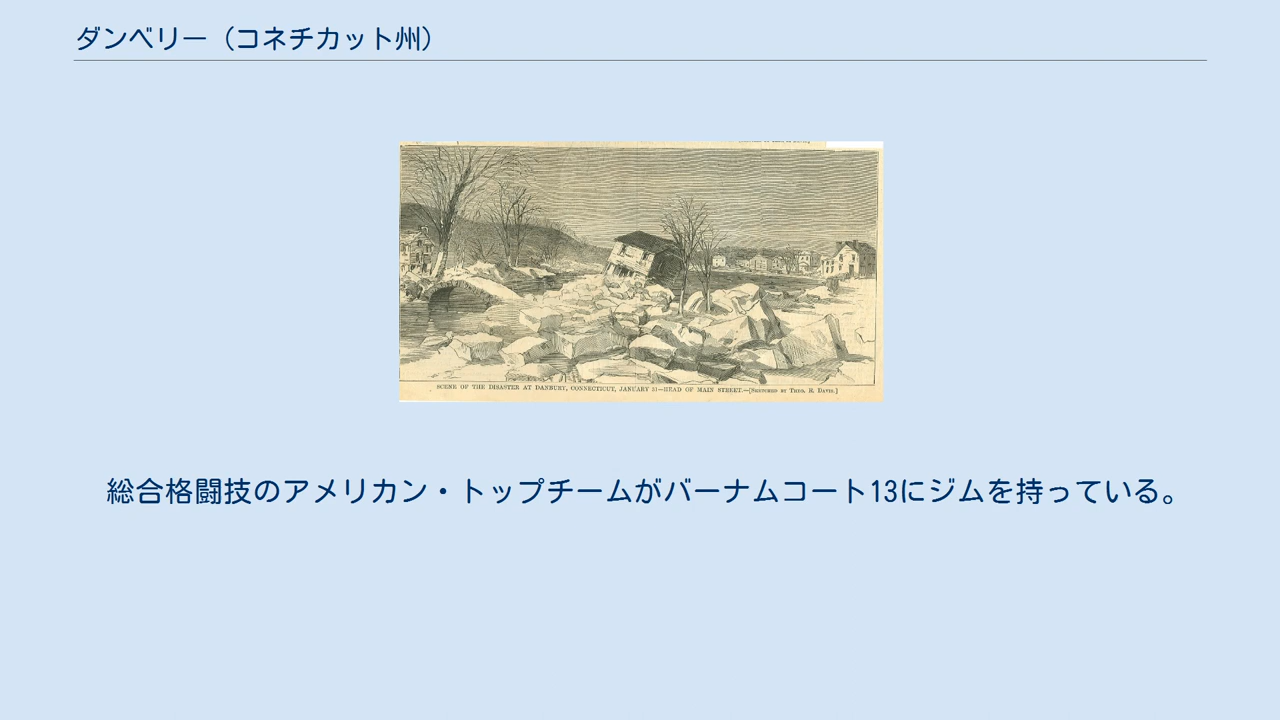 ダンベリー（コネチカット州）
SCENE OF THE DISASTER AT DANBURY, CONNECTICUT, JANUARY 31—HEAD OF MAIN STREET.—[Sketched by Theo. R. Davis.]
総合格闘技のアメリカン・トップチームがバーナムコート13にジムを持っている。